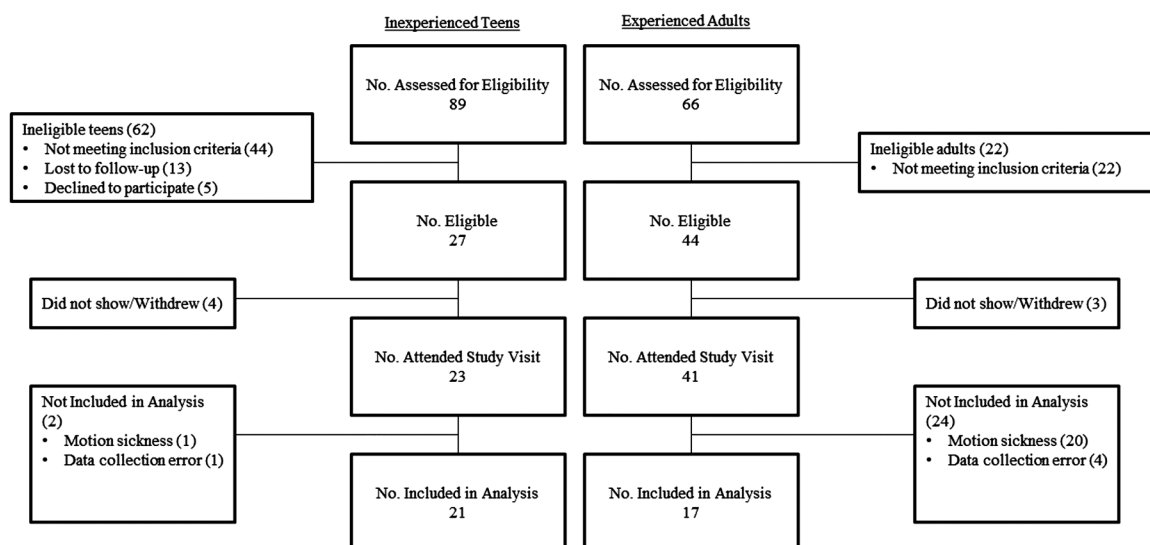 Inexperienced Teens
Experienced Adults
No. Assessed for Eligibility
89
No. Assessed for Eligibility
66
Ineligible teens (62)
• Not meeting inclusion criteria (44)
• Lost to follow-up (13)
• Declined to participate (5)
Ineligible adults (22)
• Not meeting inclusion criteria (22)
No. Eligible
27
No. Eligible
44
Did not show/Withdrew (4)
Did not show/Withdrew (3)
No. Attended Study Visit
23
No. Attended Study Visit
41
Not Included in Analysis
(2)
• Motion sickness (1)
• Data collection error (1)
Not Included in Analysis
(24)
• Motion sickness (20)
• Data collection error (4)
No. Included in Analysis
21
No. Included in Analysis
17